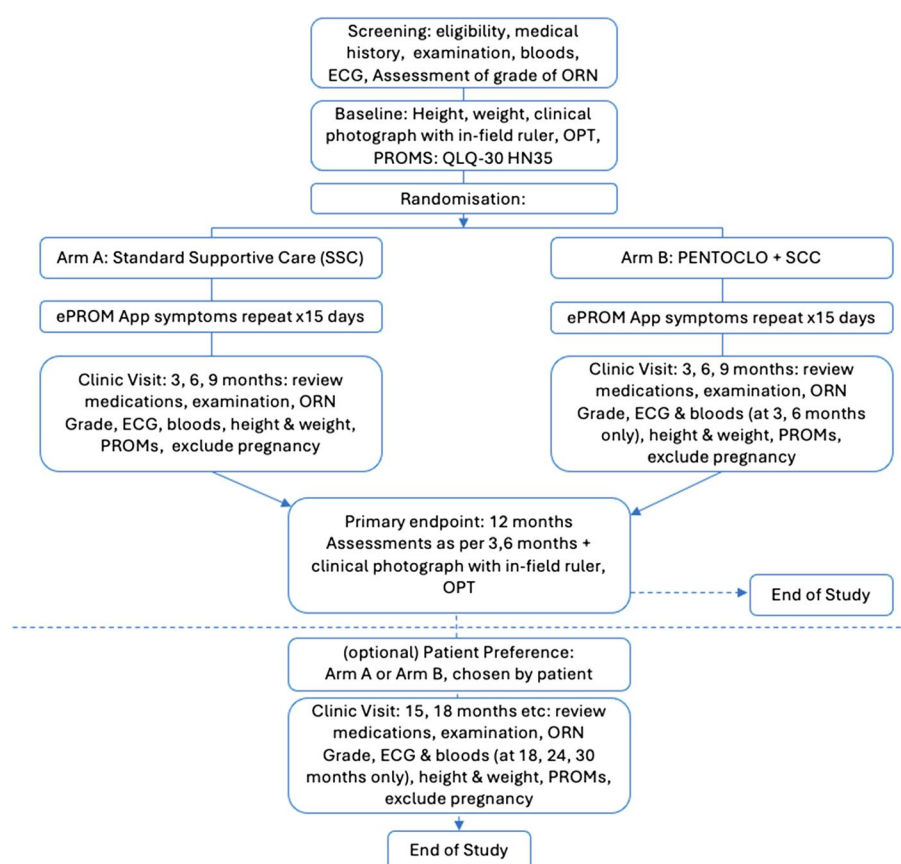 Screening: eligibility, medical
history, examination, bloods,
ECG, Assessment of grade of ORN
Baseline: Height, weight, clinical
photograph with in-field ruler, OPT,
PROMS: QLQ-30 HN35
Randomisation:
Arm A: Standard Supportive Care (SSC)
ePROM App symptoms repeat x15 days
Clinic Visit: 3, 6, 9 months: review
medications, examination, ORN
Grade, ECG, bloods, height & weight,
PROMs, exclude pregnancy
Arm B: PENTOCLO + SCC
ePROM App symptoms repeat x15 days
Clinic Visit: 3, 6, 9 months: review
medications, examination, ORN
Grade, ECG & bloods (at 3, 6 months
only), height & weight, PROMs,
exclude pregnancy
Primary endpoint: 12 months
Assessments as per 3,6 months +
clinical photograph with in-field ruler,
OPT
End of Study
(optional) Patient Preference:
Arm A or Arm B, chosen by patient
Clinic Visit: 15, 18 months etc: review
medications, examination, ORN
Grade, ECG & bloods (at 18, 24, 30
months only), height & weight, PROMs,
exclude pregnancy
End of Study